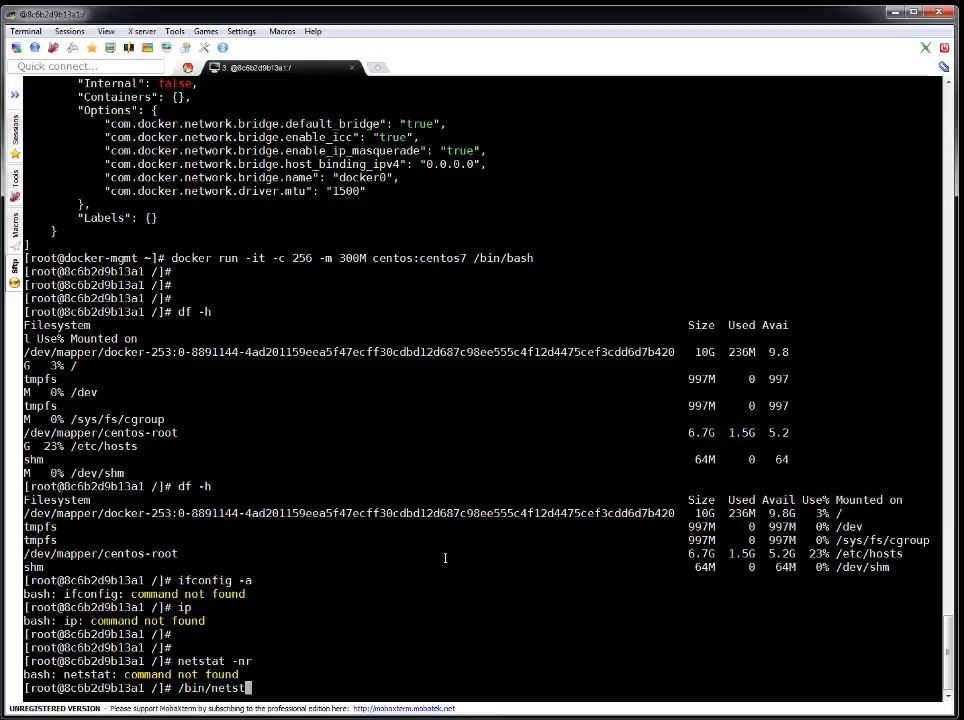 @8c6b2d9b13a1:/
Terminal Sessions View X server Tools Games Settings Macros Help
Quick connect...
3. @8c6b2d9b13a1:/
Sessions
Tools
Macros
Sftp
"Internal": false,
"Containers": {},
"Options": {
"com.docker.network.bridge.default_bridge": "true",
"com.docker.network.bridge.enable_icc": "true",
"com.docker.network.bridge.enable_ip_masquerade": "true",
"com.docker.network.bridge.host_binding_ipv4": "0.0.0.0",
"com.docker.network.bridge.name": "docker0",
"com.docker.network.driver.mtu": "1500"
},
"Labels": {}
}
]
[root@docker-mgmt ~]# docker run -it -c 256 -m 300M centos:centos7 /bin/bash
[root@8c6b2d9b13a1 /]#
[root@8c6b2d9b13a1 /]#
[root@8c6b2d9b13a1 /]#
[root@8c6b2d9b13a1 /]# df -h
Filesystem Size Used Avai
l Use% Mounted on
/dev/mapper/docker-253:0-8891144-4ad201159eea5f47ecff30cdbd12d687c98ee555c4f12d4475cef3cdd6d7b420 10G 236M 9.8
G 3% /
tmpfs 997M 0 997
M 0% /dev
tmpfs 997M 0 997
M 0% /sys/fs/cgroup
/dev/mapper/centos-root 6.7G 1.5G 5.2
G 23% /etc/hosts
shm 64M 0 64
M 0% /dev/shm
[root@8c6b2d9b13a1 /]# df -h
Filesystem Size Used Avail Use% Mounted on
/dev/mapper/docker-253:0-8891144-4ad201159eea5f47ecff30cdbd12d687c98ee555c4f12d4475cef3cdd6d7b420 10G 236M 9.8G 3% /
tmpfs 997M 0 997M 0% /dev
tmpfs 997M 0 997M 0% /sys/fs/cgroup
/dev/mapper/centos-root 6.7G 1.5G 5.2G 23% /etc/hosts
shm 64M 0 64M 0% /dev/shm
[root@8c6b2d9b13a1 /]# ifconfig -a
bash: ifconfig: command not found
[root@8c6b2d9b13a1 /]# ip
bash: ip: command not found
[root@8c6b2d9b13a1 /]#
[root@8c6b2d9b13a1 /]#
[root@8c6b2d9b13a1 /]# netstat -nr
bash: netstat: command not found
[root@8c6b2d9b13a1 /]# /bin/netst
UNREGISTERED VERSION - Please support MobaXterm by subscribing to the professional edition here: http://mobaxterm.mobatek.net